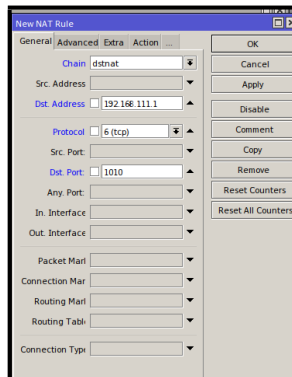 New NAT Rule
General Advanced Extra Action ...
Chain dstnat
Src. Address
Dst. Address 192.168.111.1
Protocol 6 (tcp)
Src. Port:
Dst. Port: 1010
Any. Port:
In. Interface
Out. Interface
Packet Marl
Connection Mar
Routing Marl
Routing Table
Connection Type
OK
Cancel
Apply
Disable
Comment
Copy
Remove
Reset Counters
Reset All Counters